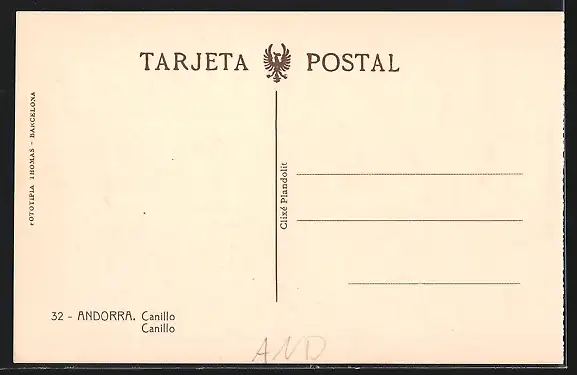 TARJETA POSTAL
FOTOTIPIA THOMAS - BARCELONA
Clixé Plandolit
32 - ANDORRA. Canillo
Canillo
AND